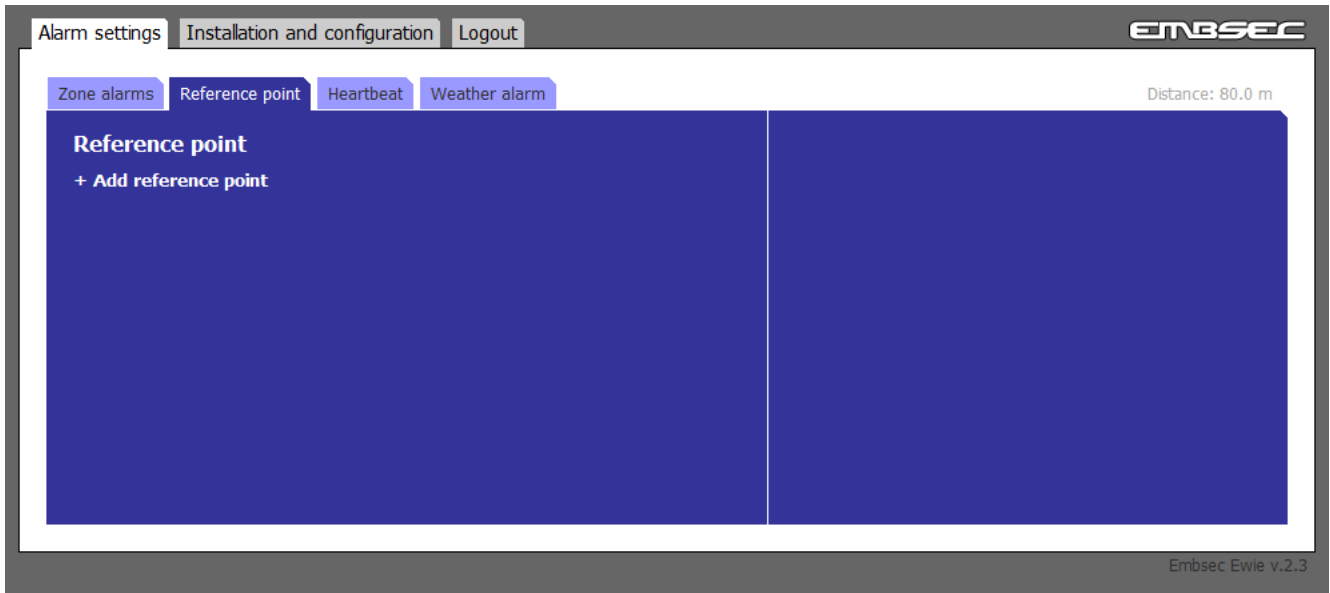 Alarm settings Installation and configuration Logout EMBSEC
Zone alarms Reference point Heartbeat Weather alarm Distance: 80.0 m
Reference point
+ Add reference point
Embsec Ewie v.2.3